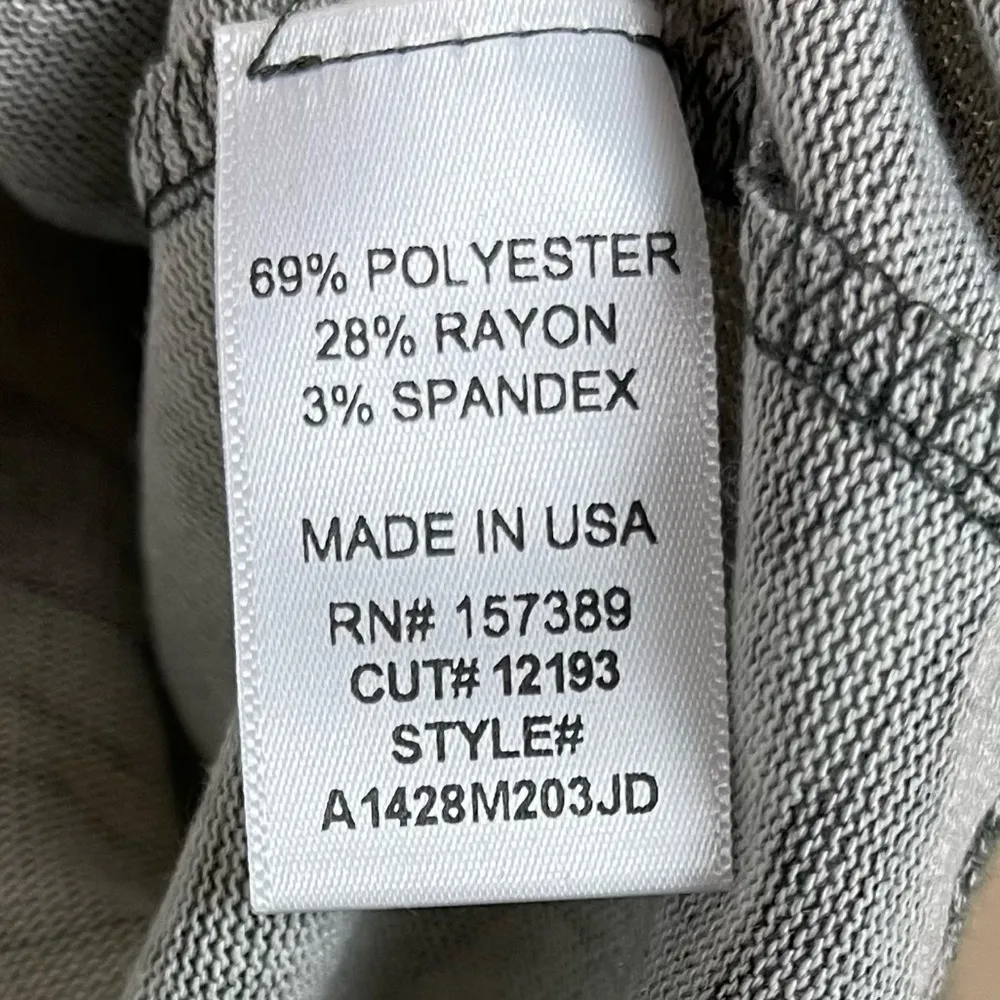 69% POLYESTER
28% RAYON
3% SPANDEX
MADE IN USA
RN# 157389
CUT# 12193
STYLE#
A1428M203JD